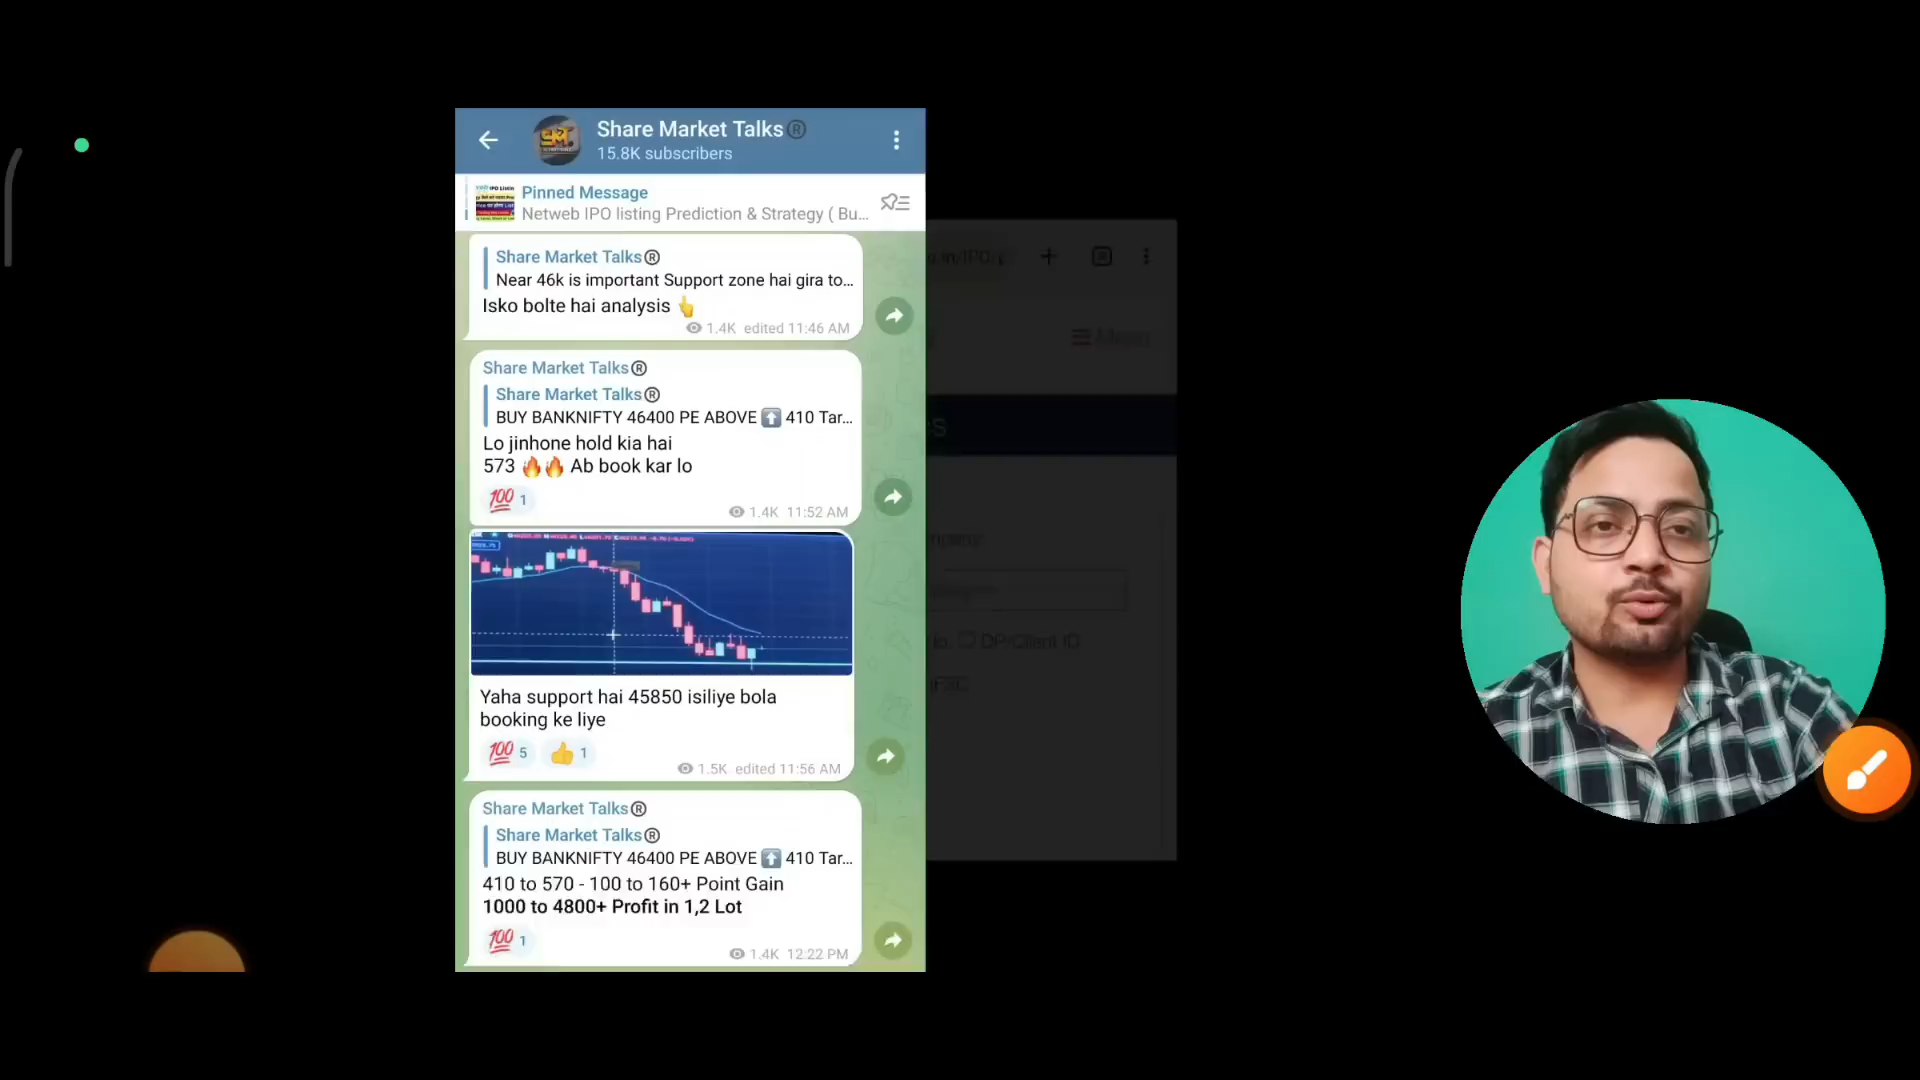 Share Market Talks®
15.8K subscribers
Pinned Message
Netweb IPO listing Prediction & Strategy ( Bu...
Share Market Talks®
Near 46k is important Support zone hai gira to...
Isko bolte hai analysis 👆
1.4K edited 11:46 AM
Share Market Talks®
Share Market Talks®
BUY BANKNIFTY 46400 PE ABOVE ⬆️ 410 Tar...
Lo jinhone hold kia hai
573 🔥🔥 Ab book kar lo
💯 1
1.4K 11:52 AM
Yaha support hai 45850 isiliye bola
booking ke liye
💯 5 👍 1
1.5K edited 11:56 AM
Share Market Talks®
Share Market Talks®
BUY BANKNIFTY 46400 PE ABOVE ⬆️ 410 Tar...
410 to 570 - 100 to 160+ Point Gain
1000 to 4800+ Profit in 1,2 Lot
💯 1
1.4K 12:22 PM
Menu
DP/Client ID